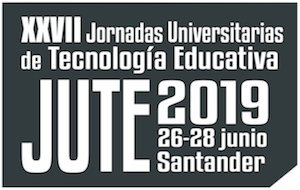 XXVII Jornadas Universitarias
de Tecnología Educativa
JUTE 2019
26-28 junio
Santander